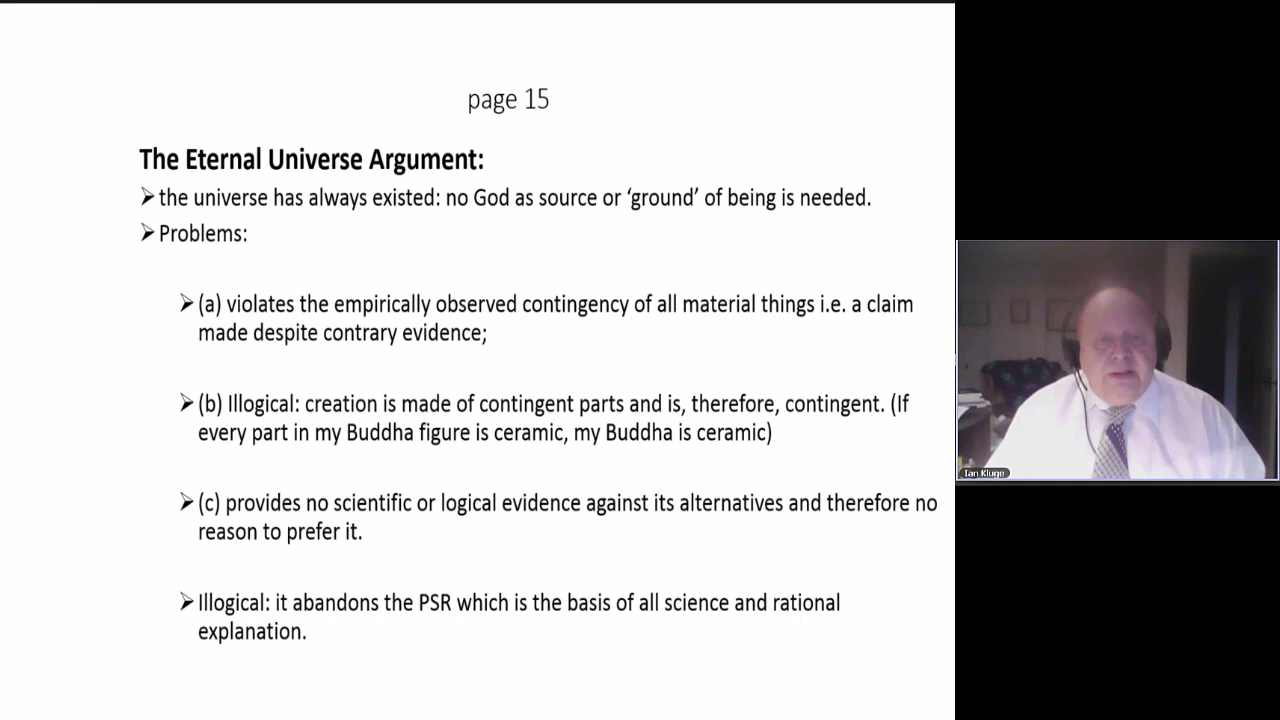 page 15
The Eternal Universe Argument:
➢the universe has always existed: no God as source or ‘ground’ of being is needed.
➢Problems:
➢(a) violates the empirically observed contingency of all material things i.e. a claim
made despite contrary evidence;
➢(b) Illogical: creation is made of contingent parts and is, therefore, contingent. (If
every part in my Buddha figure is ceramic, my Buddha is ceramic)
➢(c) provides no scientific or logical evidence against its alternatives and therefore no
reason to prefer it.
➢Illogical: it abandons the PSR which is the basis of all science and rational
explanation.
Ian Kluge